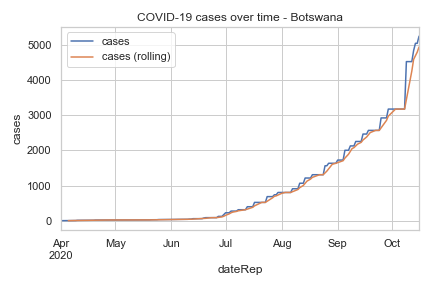 COVID-19 cases over time - Botswana
cases
cases (rolling)
5000
4000
3000
2000
1000
0
cases
Apr May Jun Jul Aug Sep Oct
2020
dateRep